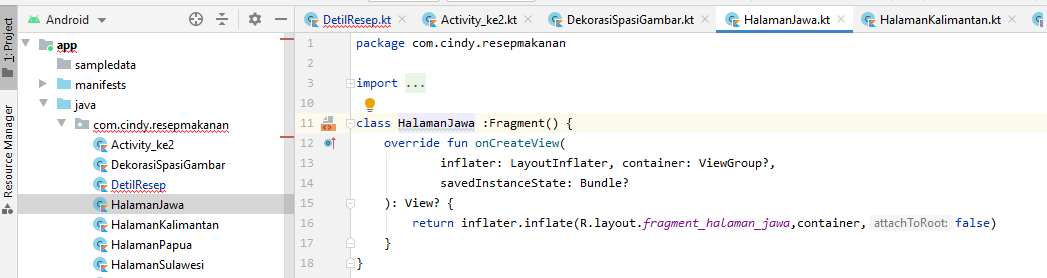 1: Project
Resource Manager
Android
app
sampledata
manifests
java
com.cindy.resepmakanan
Activity_ke2
DekorasiSpasiGambar
DetilResep
HalamanJawa
HalamanKalimantan
HalamanPapua
HalamanSulawesi
DetilResep.kt
Activity_ke2.kt
DekorasiSpasiGambar.kt
HalamanJawa.kt
HalamanKalimantan.kt
1 package com.cindy.resepmakanan
2
3 import ...
10
11 class HalamanJawa :Fragment() {
12 override fun onCreateView(
13 inflater: LayoutInflater, container: ViewGroup?,
14 savedInstanceState: Bundle?
15 ): View? {
16 return inflater.inflate(R.layout.fragment_halaman_jawa,container, attachToRoot: false)
17 }
18 }